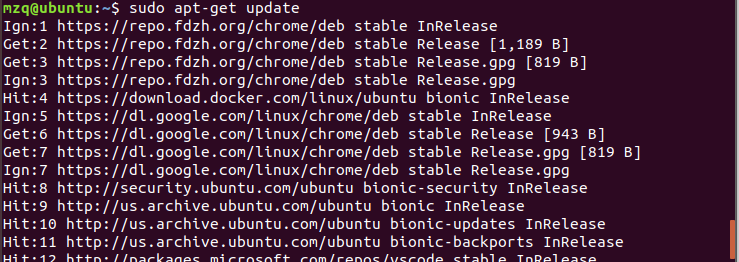 mzq@ubuntu:~$ sudo apt-get update
Ign:1 https://repo.fdzh.org/chrome/deb stable InRelease
Get:2 https://repo.fdzh.org/chrome/deb stable Release [1,189 B]
Get:3 https://repo.fdzh.org/chrome/deb stable Release.gpg [819 B]
Ign:3 https://repo.fdzh.org/chrome/deb stable Release.gpg
Hit:4 https://download.docker.com/linux/ubuntu bionic InRelease
Ign:5 https://dl.google.com/linux/chrome/deb stable InRelease
Get:6 https://dl.google.com/linux/chrome/deb stable Release [943 B]
Get:7 https://dl.google.com/linux/chrome/deb stable Release.gpg [819 B]
Ign:7 https://dl.google.com/linux/chrome/deb stable Release.gpg
Hit:8 http://security.ubuntu.com/ubuntu bionic-security InRelease
Hit:9 http://us.archive.ubuntu.com/ubuntu bionic InRelease
Hit:10 http://us.archive.ubuntu.com/ubuntu bionic-updates InRelease
Hit:11 http://us.archive.ubuntu.com/ubuntu bionic-backports InRelease
Hit:12 http://packages.microsoft.com/repos/vscode stable InRelease